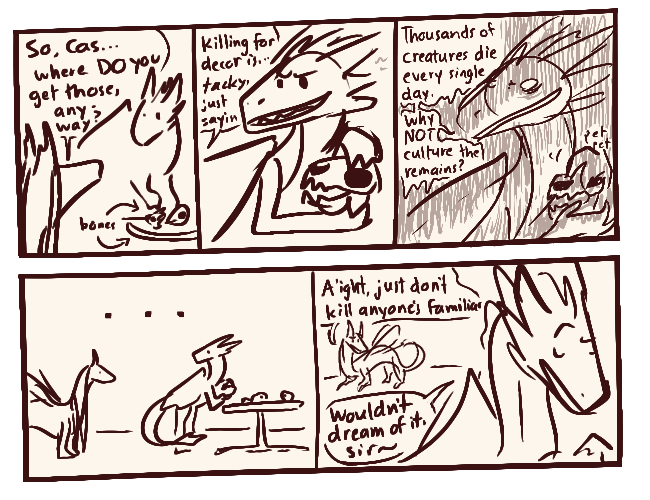 So, Cas...
where DO you
get those,
any-
way?
bones
Killing for
decor is...
tacky,
just
sayin
Thousands of
creatures die
every single
day.
Why
NOT
culture the
remains?
pet
pet
. . .
A'ight, just don't
kill anyone's familiar
Wouldn't
dream of it,
sir~